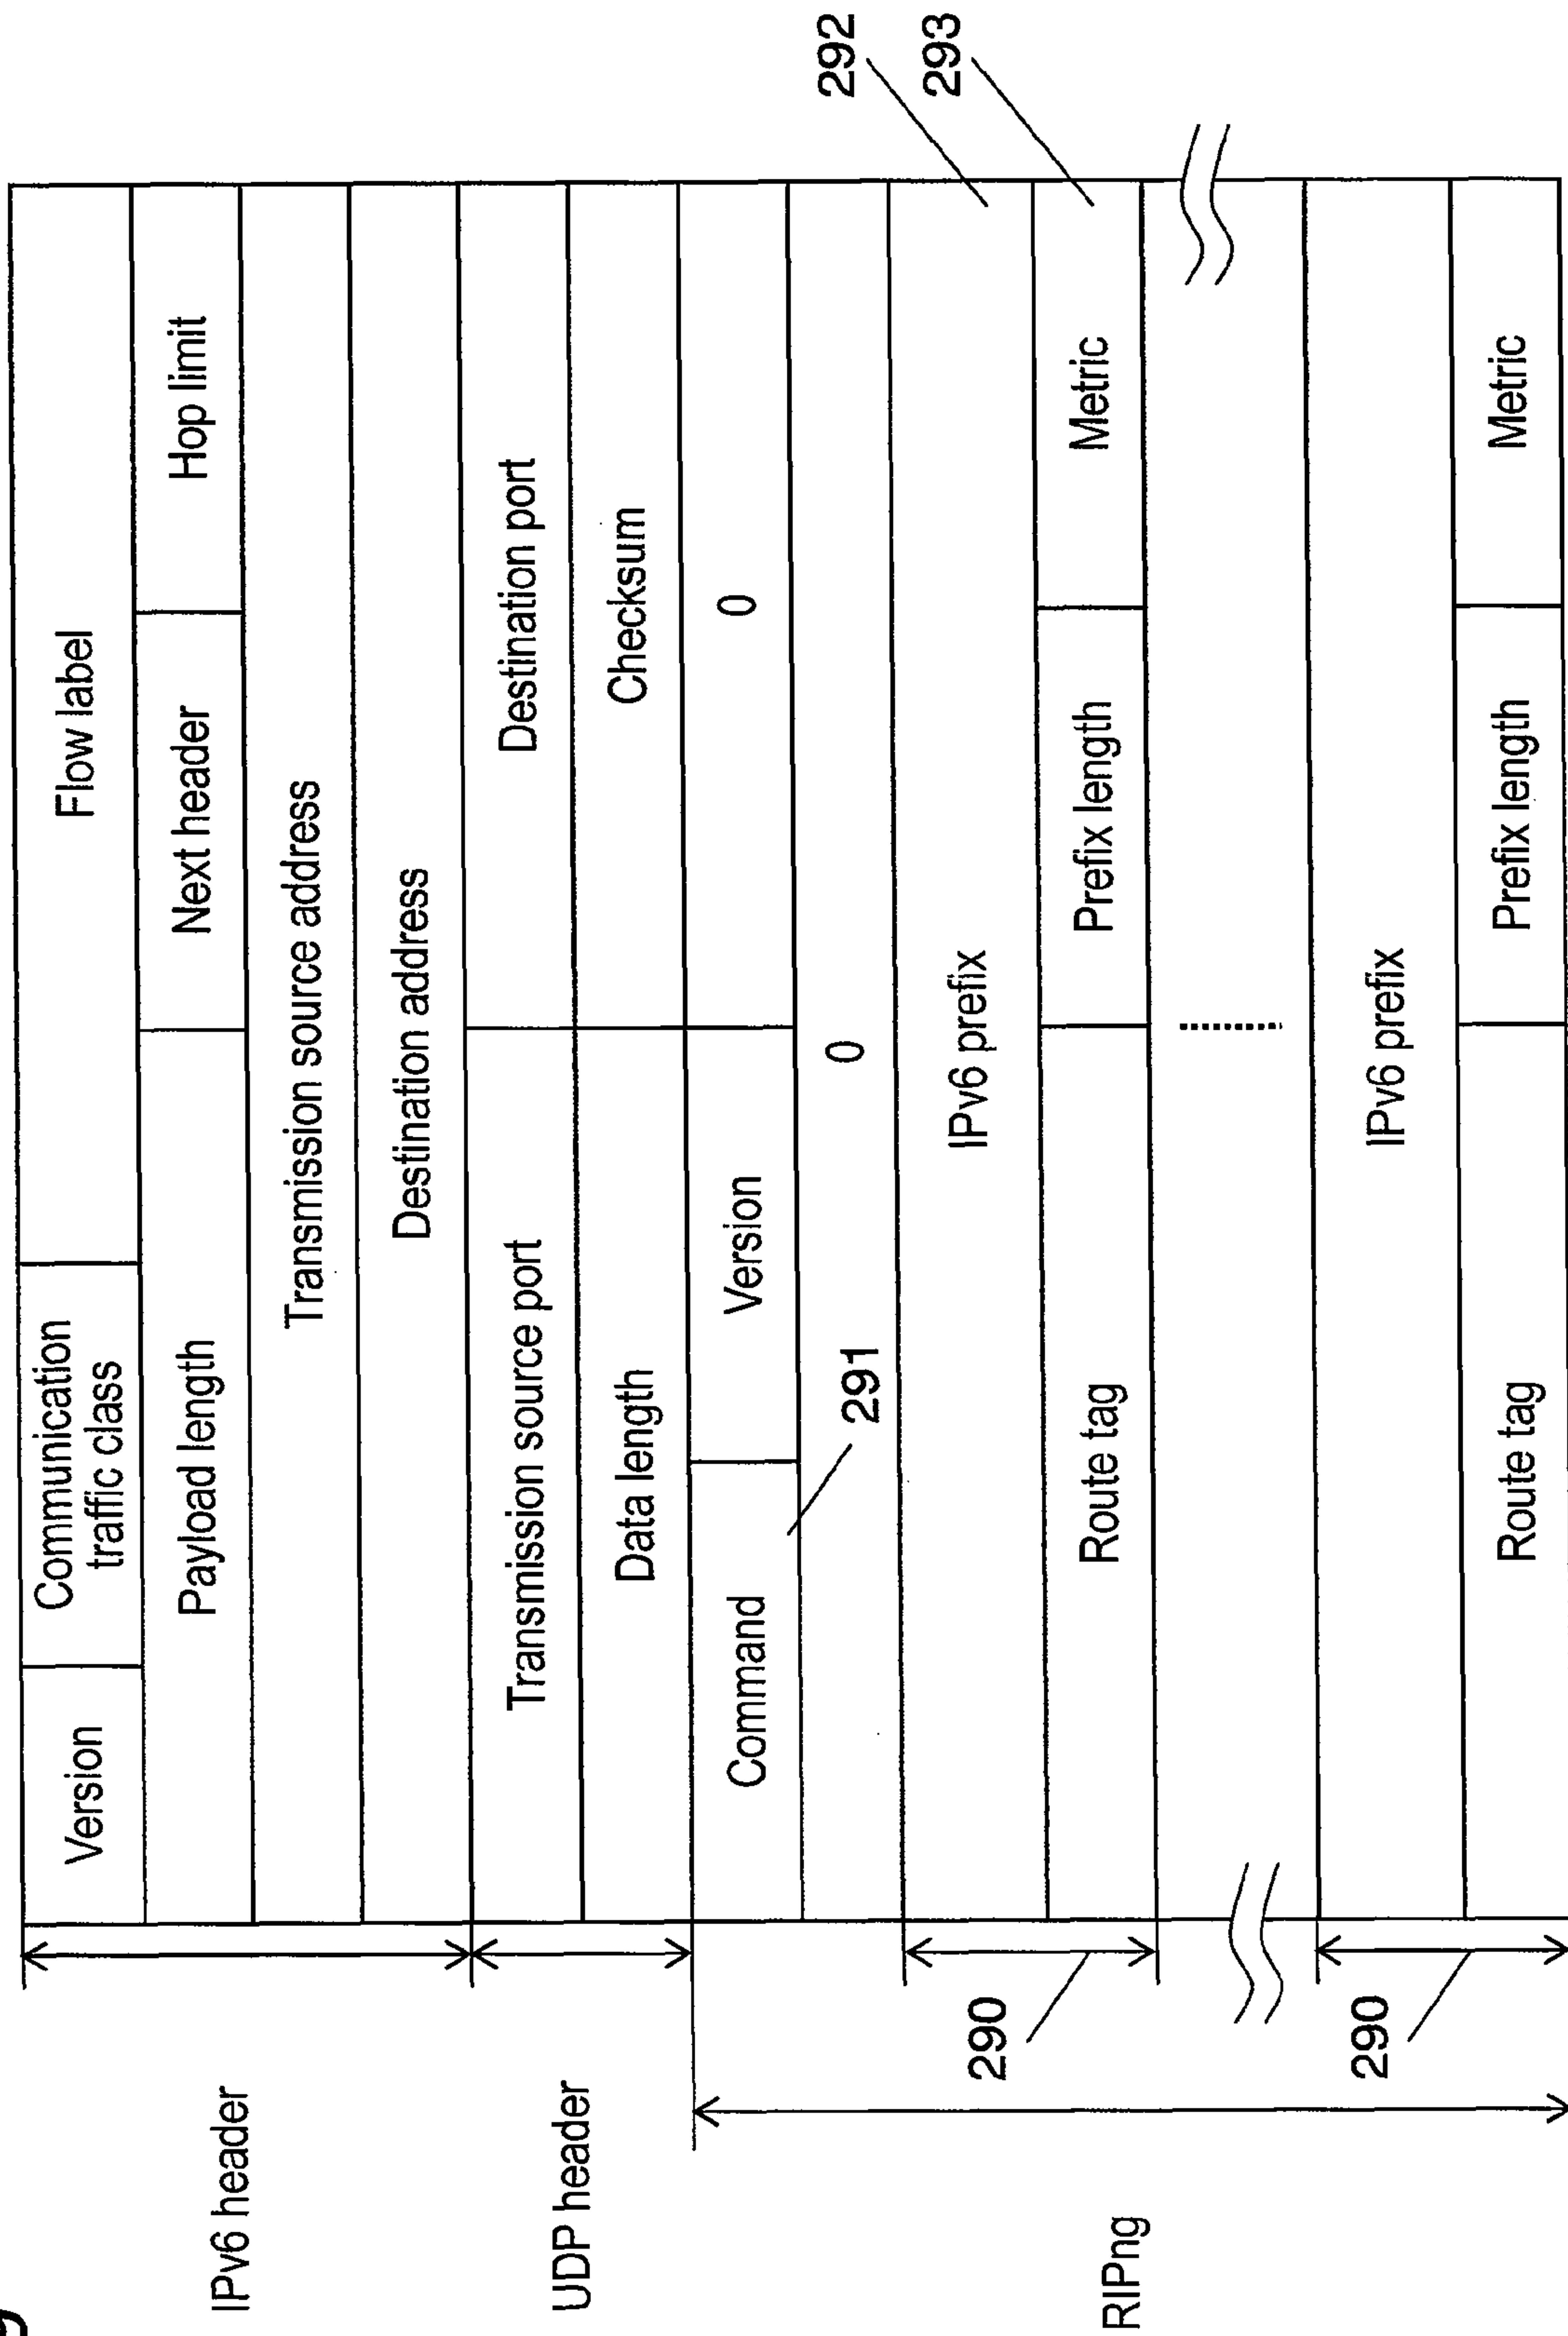 IPv6 header
Version
Communication
traffic class
Flow label
Payload length
Next header
Hop limit
Transmission source address
Destination address
UDP header
Transmission source port
Destination port
Data length
Checksum
RIPng
Command
Version
0
291
0
290
IPv6 prefix
292
Route tag
Prefix length
Metric
293
290
IPv6 prefix
Route tag
Prefix length
Metric